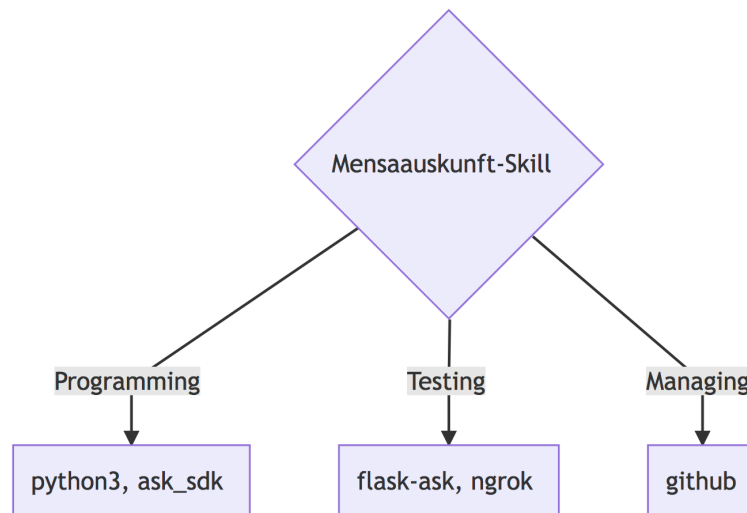 Mensaauskunft-Skill
Programming
Testing
Managing
python3, ask_sdk
flask-ask, ngrok
github